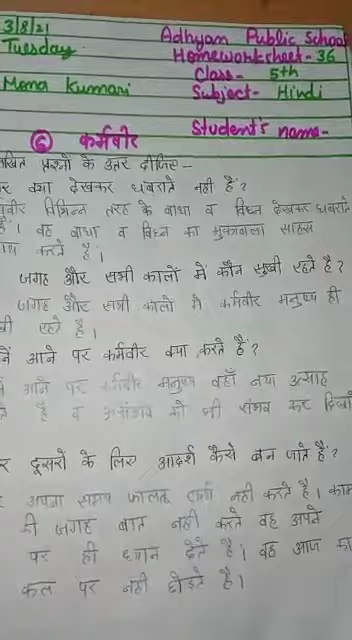 3/8/21
Tuesday
Adhyam Public School
Homeworksheet- 36
Class- 5th
Mona Kumari
Subject- Hindi
Student's name-
⑥ कर्मवीर
प्रश्नों के उत्तर दीजिए -
क्या देखकर घबराते नही हैं?
विभिन्न तरह के बाधा व विघ्न देखकर घबराते
हैं। वह बाधा व विघ्न का मुकाबला साहस
करते हैं।
जगह और सभी कालों में कौन सुखी रहते है?
जगह और सभी कालो मे कर्मवीर मनुष्य ही
रहते है।
आने पर कर्मवीर क्या करते हैं?
आने पर कर्मवीर मनुष्य वहाँ नया उत्साह
है व असंभव को भी संभव कर
दूसरों के लिए आदर्श कैसे बन जाते हैं?
अपना समय फालतू नही करते है। काम
की जगह बात नही करते वह अपने
पर ही ध्यान देते है। वह आज का
कल पर नही छोड़ते है।